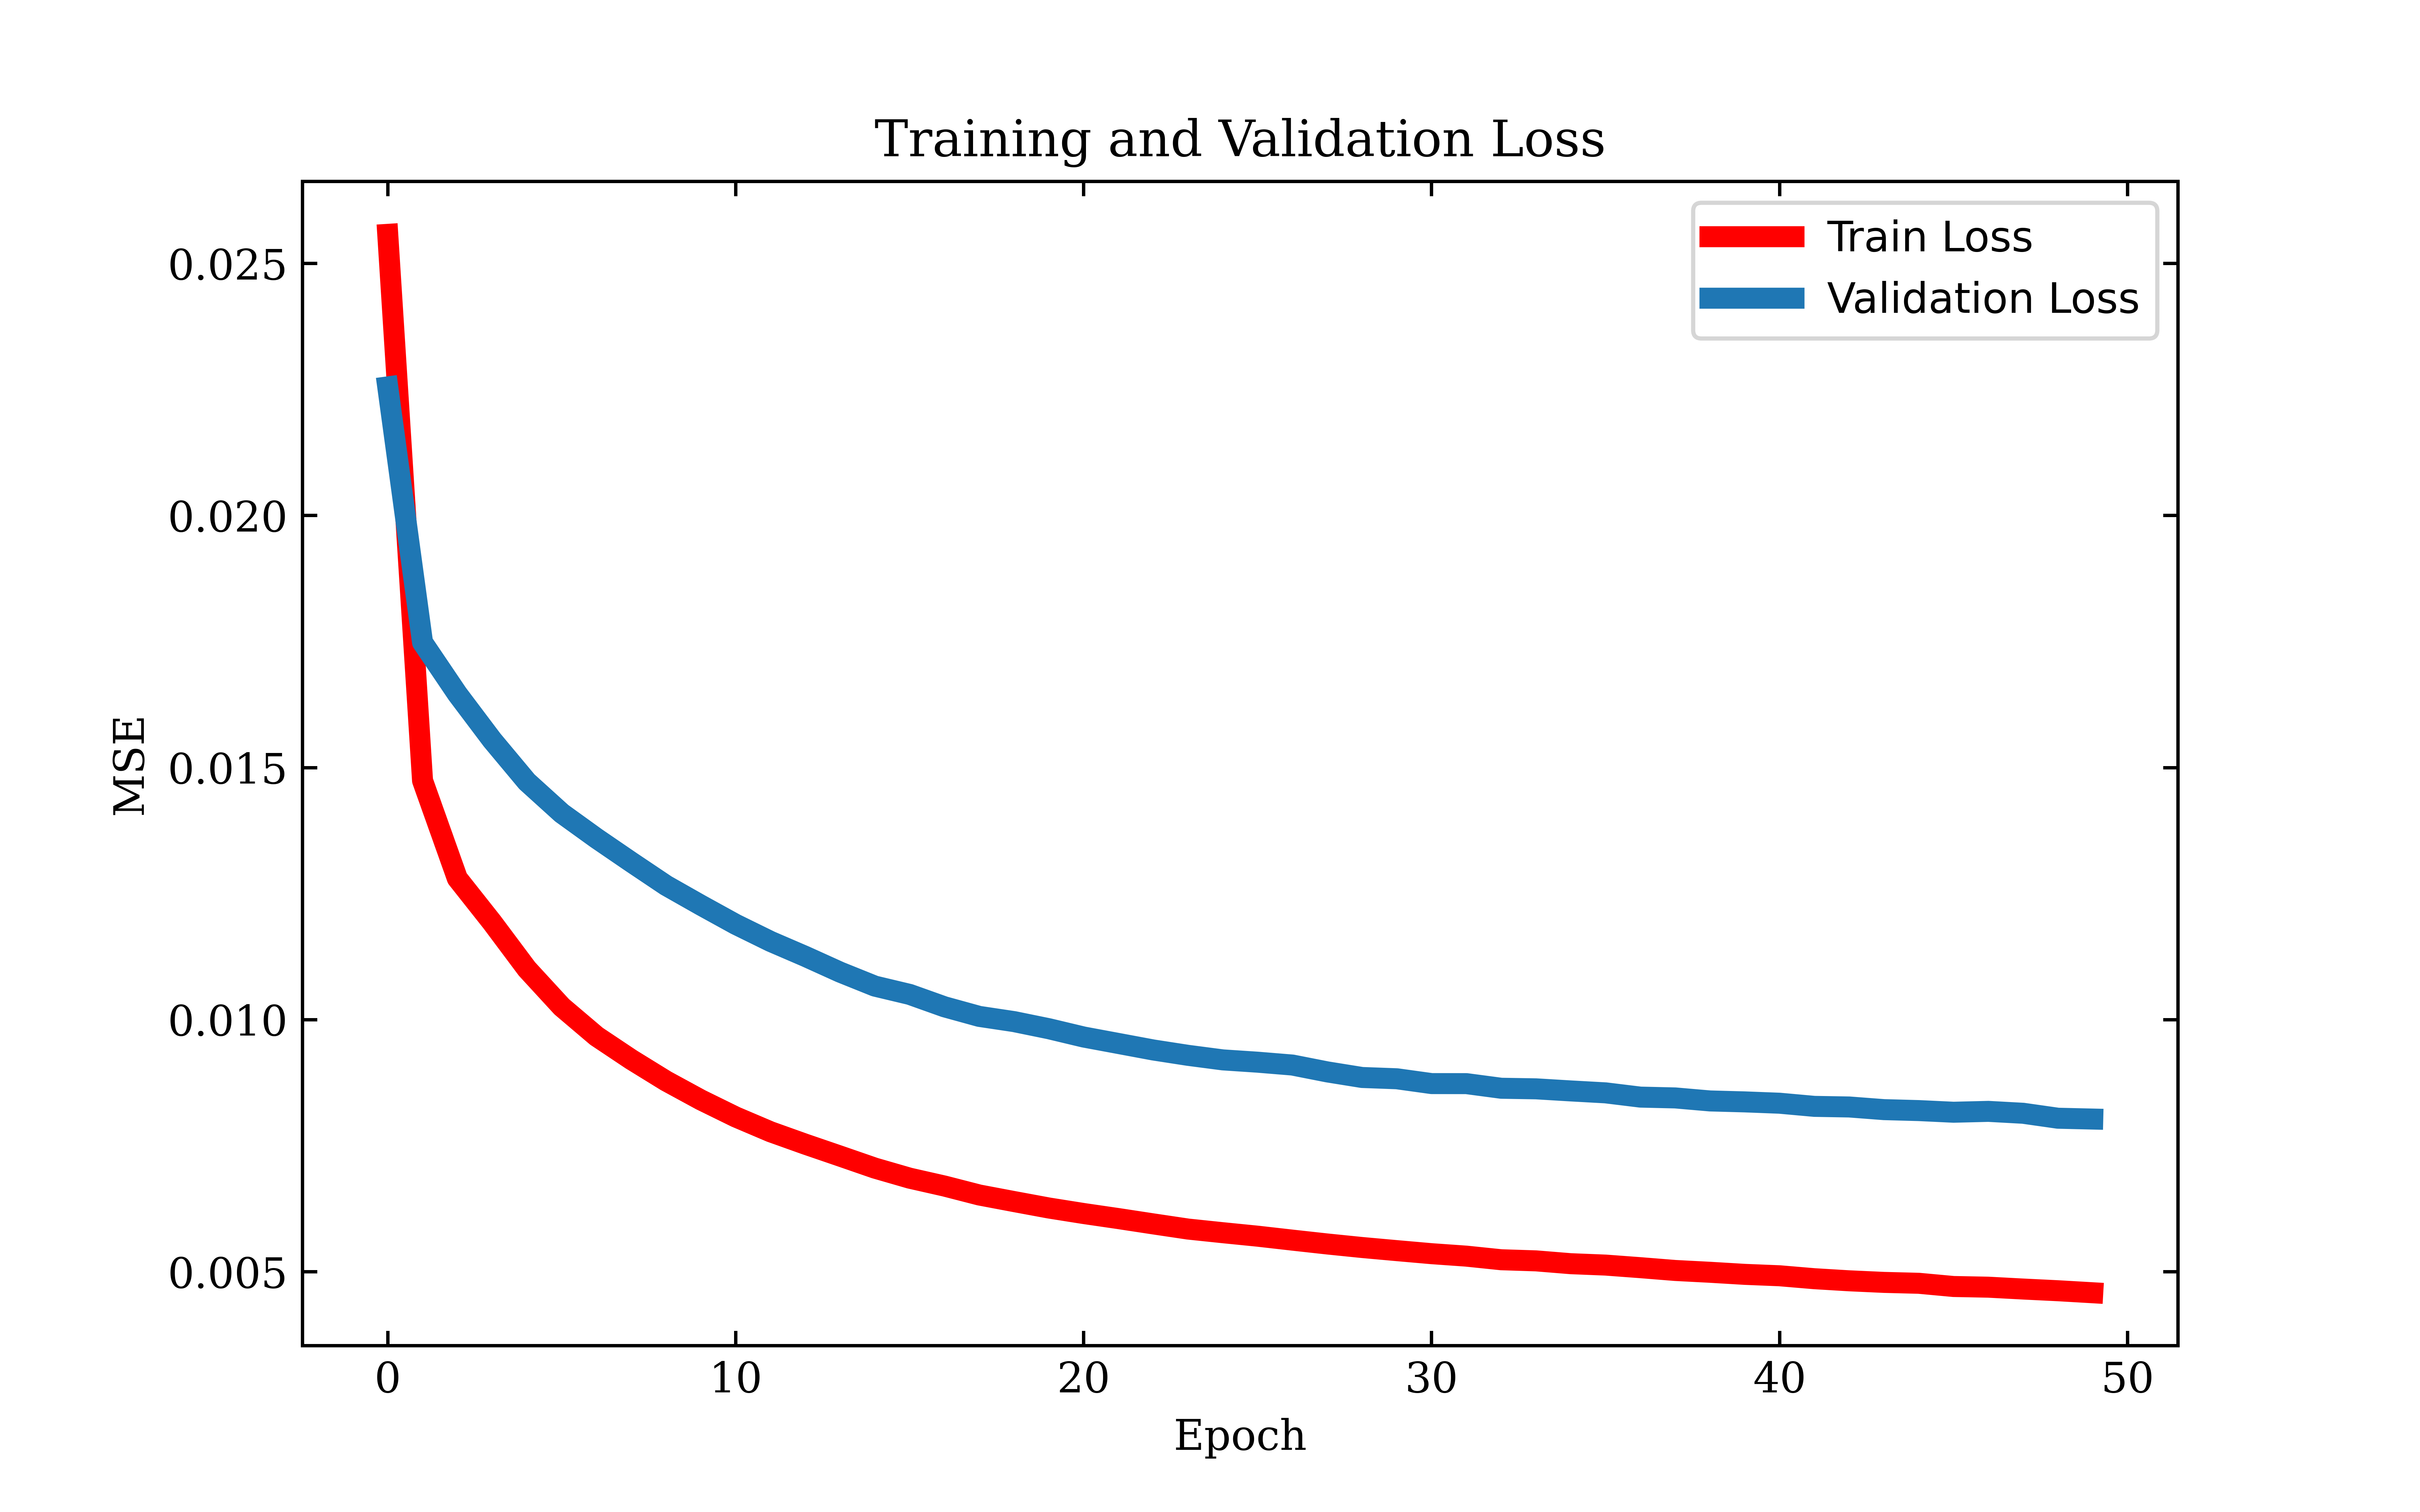 Training and Validation Loss
Train Loss
Validation Loss
0.025
0.020
0.015
0.010
0.005
MSE
0 10 20 30 40 50
Epoch